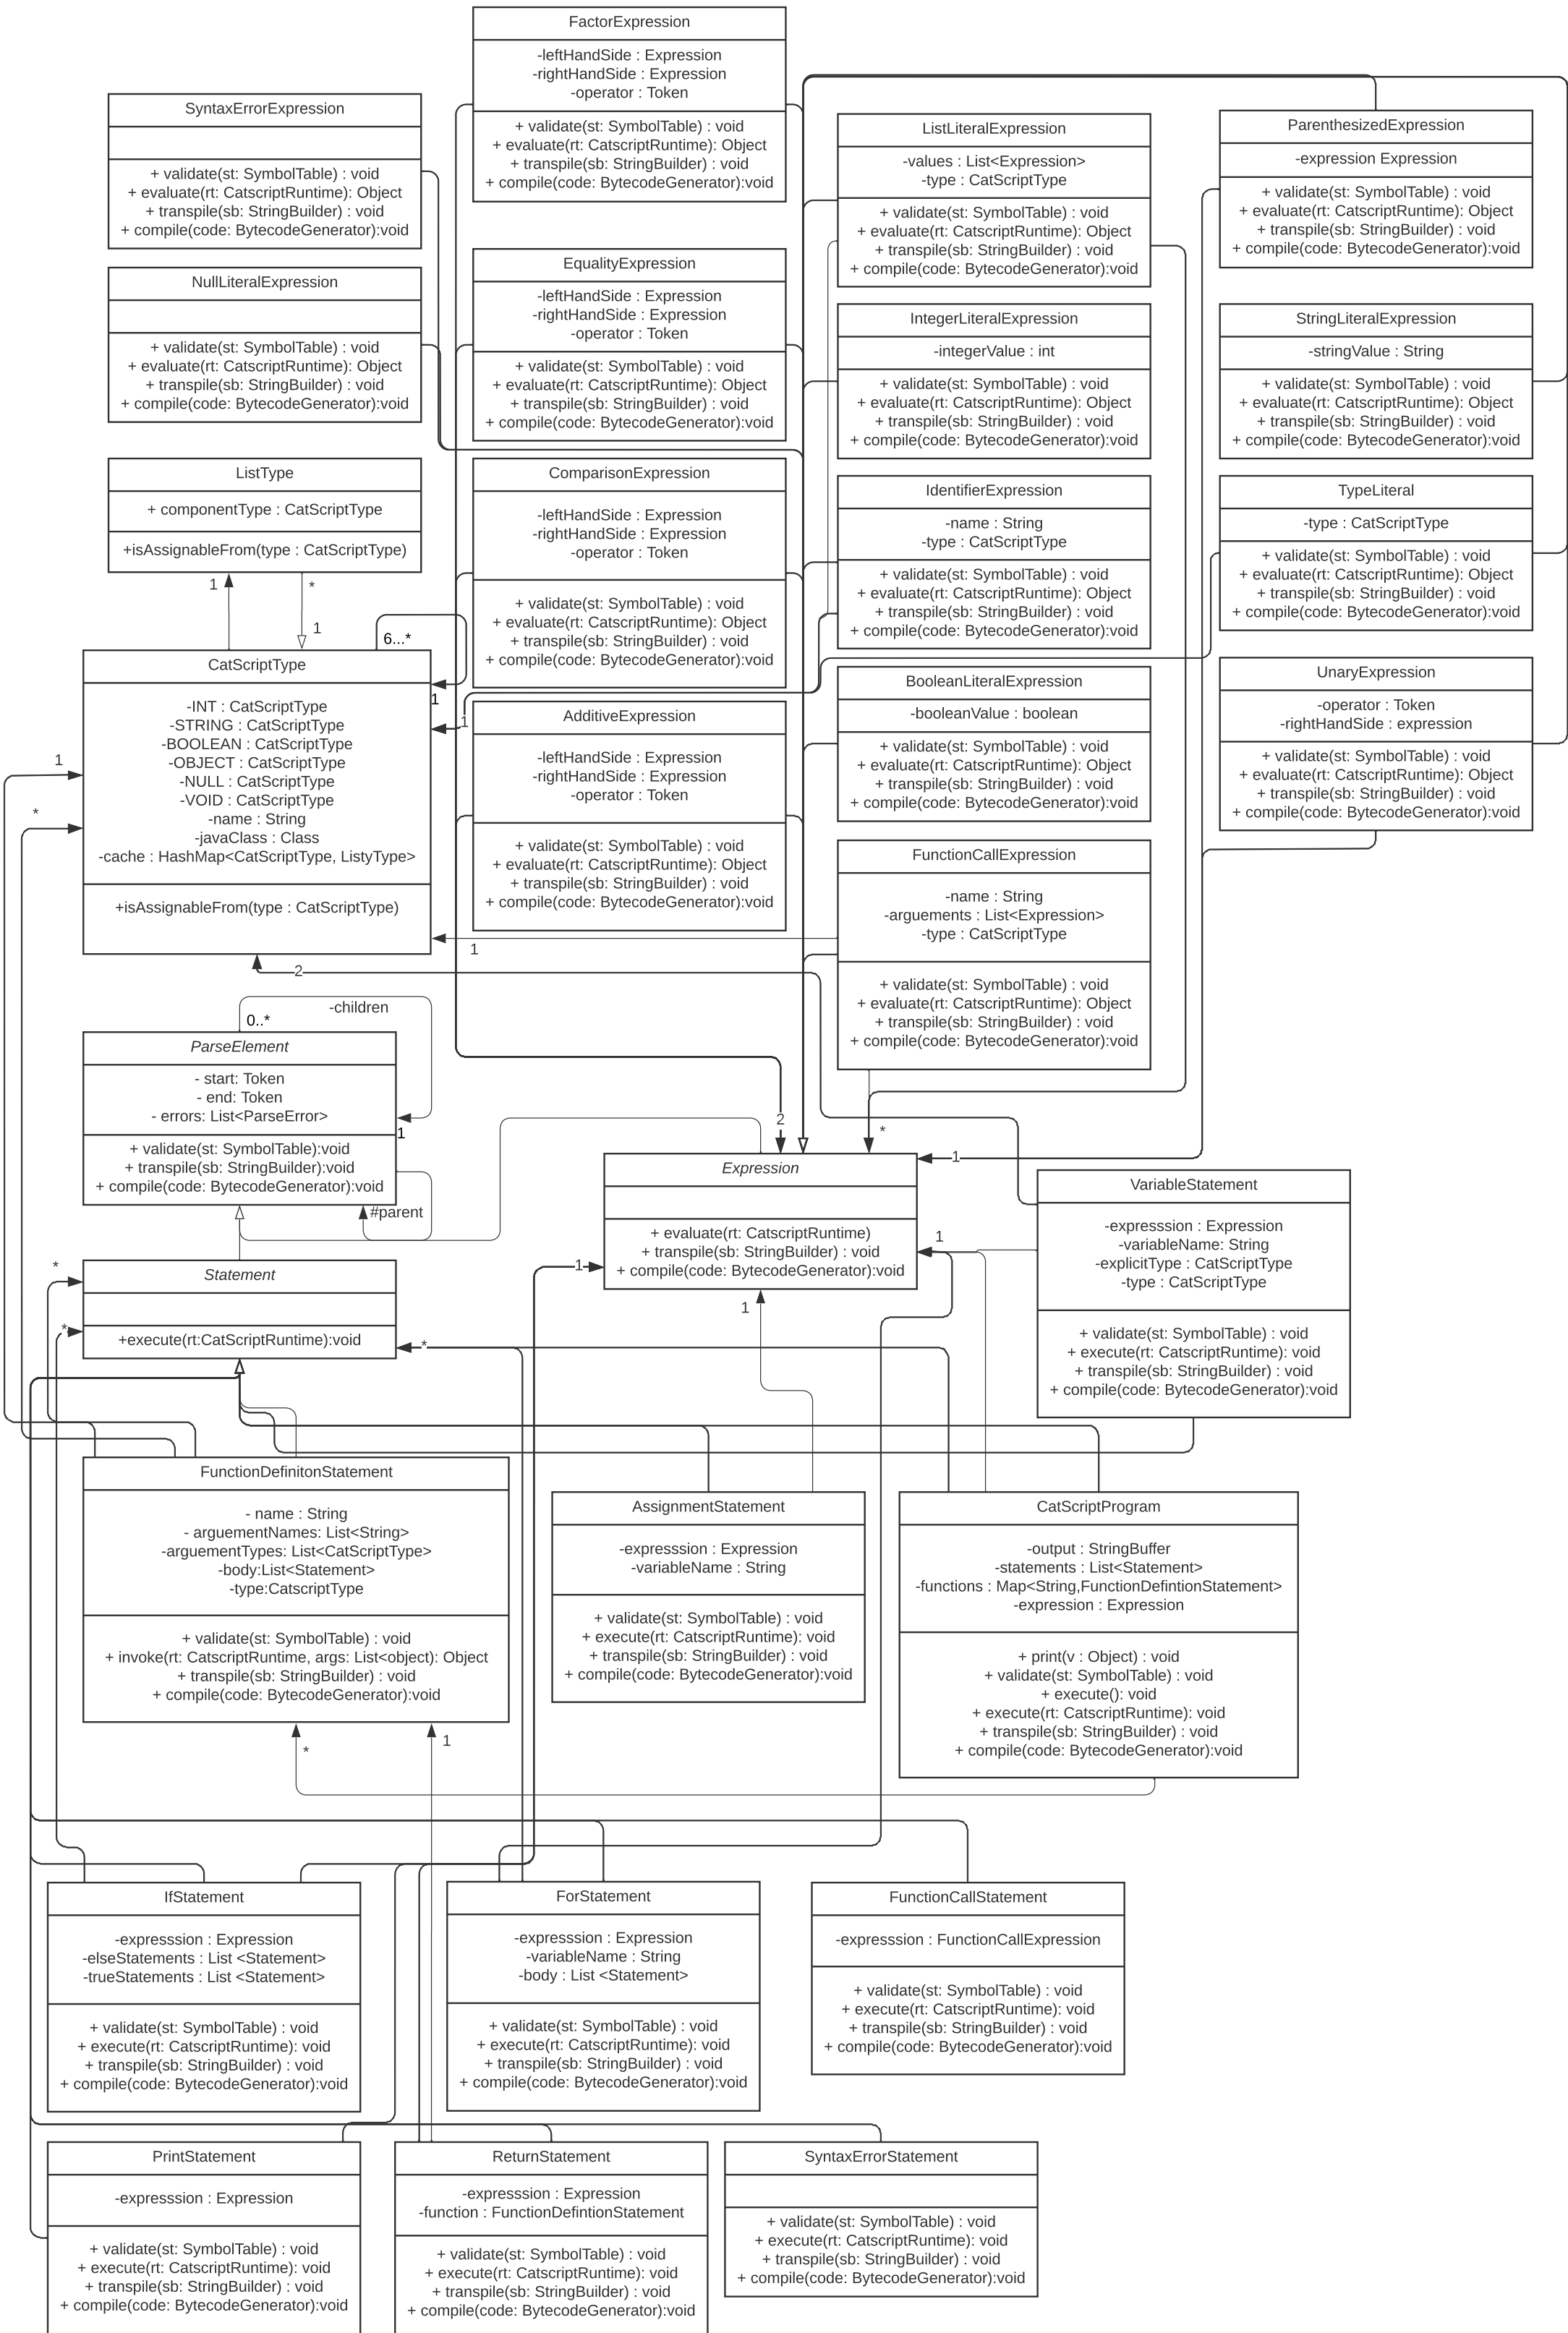 FactorExpression
-leftHandSide : Expression
-rightHandSide : Expression
-operator : Token
+ validate(st: SymbolTable) : void
+ evaluate(rt: CatscriptRuntime): Object
+ transpile(sb: StringBuilder) : void
+ compile(code: BytecodeGenerator):void
SyntaxErrorExpression
+ validate(st: SymbolTable) : void
+ evaluate(rt: CatscriptRuntime): Object
+ transpile(sb: StringBuilder) : void
+ compile(code: BytecodeGenerator):void
ListLiteralExpression
-values : List<Expression>
-type : CatScriptType
+ validate(st: SymbolTable) : void
+ evaluate(rt: CatscriptRuntime): Object
+ transpile(sb: StringBuilder) : void
+ compile(code: BytecodeGenerator):void
ParenthesizedExpression
-expression Expression
+ validate(st: SymbolTable) : void
+ evaluate(rt: CatscriptRuntime): Object
+ transpile(sb: StringBuilder) : void
+ compile(code: BytecodeGenerator):void
NullLiteralExpression
+ validate(st: SymbolTable) : void
+ evaluate(rt: CatscriptRuntime): Object
+ transpile(sb: StringBuilder) : void
+ compile(code: BytecodeGenerator):void
EqualityExpression
-leftHandSide : Expression
-rightHandSide : Expression
-operator : Token
+ validate(st: SymbolTable) : void
+ evaluate(rt: CatscriptRuntime): Object
+ transpile(sb: StringBuilder) : void
+ compile(code: BytecodeGenerator):void
IntegerLiteralExpression
-integerValue : int
+ validate(st: SymbolTable) : void
+ evaluate(rt: CatscriptRuntime): Object
+ transpile(sb: StringBuilder) : void
+ compile(code: BytecodeGenerator):void
StringLiteralExpression
-stringValue : String
+ validate(st: SymbolTable) : void
+ evaluate(rt: CatscriptRuntime): Object
+ transpile(sb: StringBuilder) : void
+ compile(code: BytecodeGenerator):void
ListType
+ componentType : CatScriptType
+isAssignableFrom(type : CatScriptType)
1
*
1
6...*
1
1
ComparisonExpression
-leftHandSide : Expression
-rightHandSide : Expression
-operator : Token
+ validate(st: SymbolTable) : void
+ evaluate(rt: CatscriptRuntime): Object
+ transpile(sb: StringBuilder) : void
+ compile(code: BytecodeGenerator):void
IdentifierExpression
-name : String
-type : CatScriptType
+ validate(st: SymbolTable) : void
+ evaluate(rt: CatscriptRuntime): Object
+ transpile(sb: StringBuilder) : void
+ compile(code: BytecodeGenerator):void
TypeLiteral
-type : CatScriptType
+ validate(st: SymbolTable) : void
+ evaluate(rt: CatscriptRuntime): Object
+ transpile(sb: StringBuilder) : void
+ compile(code: BytecodeGenerator):void
CatScriptType
-INT : CatScriptType
-STRING : CatScriptType
-BOOLEAN : CatScriptType
-OBJECT : CatScriptType
-NULL : CatScriptType
-VOID : CatScriptType
-name : String
-javaClass : Class
-cache : HashMap<CatScriptType, ListyType>
+isAssignableFrom(type : CatScriptType)
1
*
1
2
AdditiveExpression
-leftHandSide : Expression
-rightHandSide : Expression
-operator : Token
+ validate(st: SymbolTable) : void
+ evaluate(rt: CatscriptRuntime): Object
+ transpile(sb: StringBuilder) : void
+ compile(code: BytecodeGenerator):void
BooleanLiteralExpression
-booleanValue : boolean
+ validate(st: SymbolTable) : void
+ evaluate(rt: CatscriptRuntime): Object
+ transpile(sb: StringBuilder) : void
+ compile(code: BytecodeGenerator):void
UnaryExpression
-operator : Token
-rightHandSide : expression
+ validate(st: SymbolTable) : void
+ evaluate(rt: CatscriptRuntime): Object
+ transpile(sb: StringBuilder) : void
+ compile(code: BytecodeGenerator):void
FunctionCallExpression
-name : String
-arguements : List<Expression>
-type : CatScriptType
+ validate(st: SymbolTable) : void
+ evaluate(rt: CatscriptRuntime): Object
+ transpile(sb: StringBuilder) : void
+ compile(code: BytecodeGenerator):void
-children
0..*
ParseElement
- start: Token
- end: Token
- errors: List<ParseError>
+ validate(st: SymbolTable):void
+ transpile(sb: StringBuilder):void
+ compile(code: BytecodeGenerator):void
1
#parent
2
*
1
Expression
+ evaluate(rt: CatscriptRuntime)
+ transpile(sb: StringBuilder) : void
+ compile(code: BytecodeGenerator):void
1
1
1
VariableStatement
-expresssion : Expression
-variableName: String
-explicitType : CatScriptType
-type : CatScriptType
+ validate(st: SymbolTable) : void
+ execute(rt: CatscriptRuntime): void
+ transpile(sb: StringBuilder) : void
+ compile(code: BytecodeGenerator):void
*
*
*
Statement
+execute(rt:CatScriptRuntime):void
FunctionDefinitonStatement
- name : String
- arguementNames: List<String>
-arguementTypes: List<CatScriptType>
-body:List<Statement>
-type:CatscriptType
+ validate(st: SymbolTable) : void
+ invoke(rt: CatscriptRuntime, args: List<object): Object
+ transpile(sb: StringBuilder) : void
+ compile(code: BytecodeGenerator):void
*
1
AssignmentStatement
-expresssion : Expression
-variableName : String
+ validate(st: SymbolTable) : void
+ execute(rt: CatscriptRuntime): void
+ transpile(sb: StringBuilder) : void
+ compile(code: BytecodeGenerator):void
CatScriptProgram
-output : StringBuffer
-statements : List<Statement>
-functions : Map<String,FunctionDefintionStatement>
-expression : Expression
+ print(v : Object) : void
+ validate(st: SymbolTable) : void
+ execute(): void
+ execute(rt: CatscriptRuntime): void
+ transpile(sb: StringBuilder) : void
+ compile(code: BytecodeGenerator):void
IfStatement
-expresssion : Expression
-elseStatements : List <Statement>
-trueStatements : List <Statement>
+ validate(st: SymbolTable) : void
+ execute(rt: CatscriptRuntime): void
+ transpile(sb: StringBuilder) : void
+ compile(code: BytecodeGenerator):void
ForStatement
-expresssion : Expression
-variableName : String
-body : List <Statement>
+ validate(st: SymbolTable) : void
+ execute(rt: CatscriptRuntime): void
+ transpile(sb: StringBuilder) : void
+ compile(code: BytecodeGenerator):void
FunctionCallStatement
-expresssion : FunctionCallExpression
+ validate(st: SymbolTable) : void
+ execute(rt: CatscriptRuntime): void
+ transpile(sb: StringBuilder) : void
+ compile(code: BytecodeGenerator):void
PrintStatement
-expresssion : Expression
+ validate(st: SymbolTable) : void
+ execute(rt: CatscriptRuntime): void
+ transpile(sb: StringBuilder) : void
+ compile(code: BytecodeGenerator):void
ReturnStatement
-expresssion : Expression
-function : FunctionDefintionStatement
+ validate(st: SymbolTable) : void
+ execute(rt: CatscriptRuntime): void
+ transpile(sb: StringBuilder) : void
+ compile(code: BytecodeGenerator):void
SyntaxErrorStatement
+ validate(st: SymbolTable) : void
+ execute(rt: CatscriptRuntime): void
+ transpile(sb: StringBuilder) : void
+ compile(code: BytecodeGenerator):void